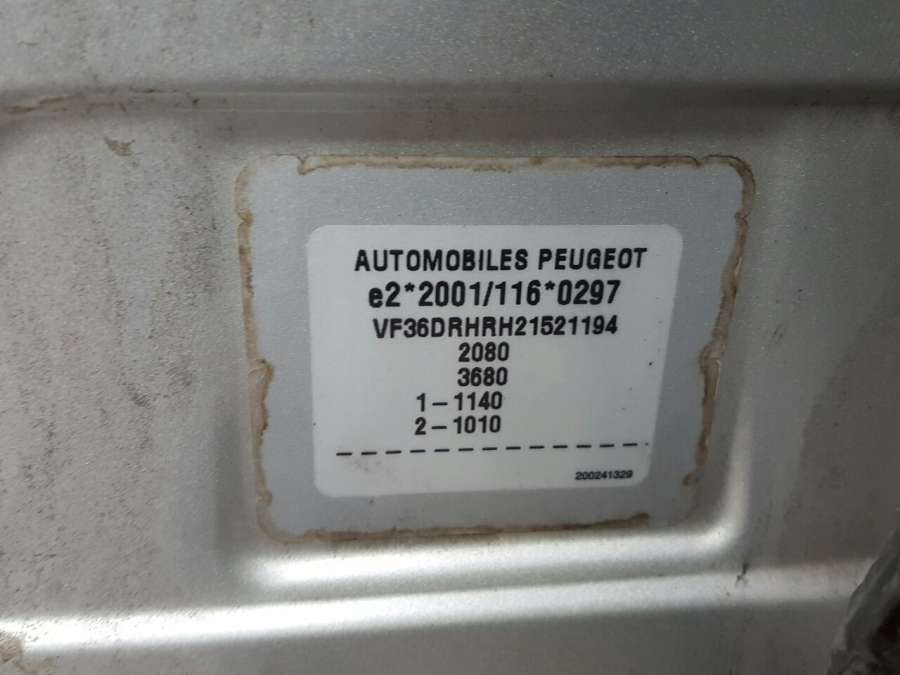 AUTOMOBILES PEUGEOT
e2*2001/116*0297
VF36DRHRH21521194
2080
3680
1-1140
2-1010
200241329